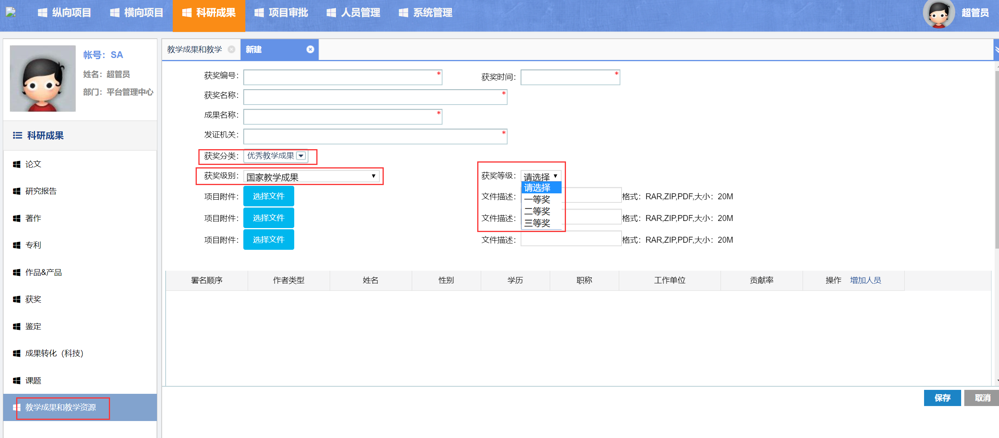 纵向项目 横向项目 科研成果 项目审批 人员管理 系统管理 超管员
帐号：SA
姓名：超管员
部门：平台管理中心
科研成果
论文
研究报告
著作
专利
作品&产品
获奖
鉴定
成果转化（科技）
课题
教学成果和教学资源
教学成果和教学 新建
获奖编号： * 获奖时间： *
获奖名称： *
成果名称： *
发证机关： *
获奖分类： 优秀教学成果
获奖级别： 国家教学成果 获奖等级： 请选择
请选择
一等奖
二等奖
三等奖
项目附件： 选择文件 文件描述： 格式：RAR,ZIP,PDF,大小：20M
项目附件： 选择文件 文件描述： 格式：RAR,ZIP,PDF,大小：20M
项目附件： 选择文件 文件描述： 格式：RAR,ZIP,PDF,大小：20M
署名顺序 作者类型 姓名 性别 学历 职称 工作单位 贡献率 操作 增加人员
保存 取消